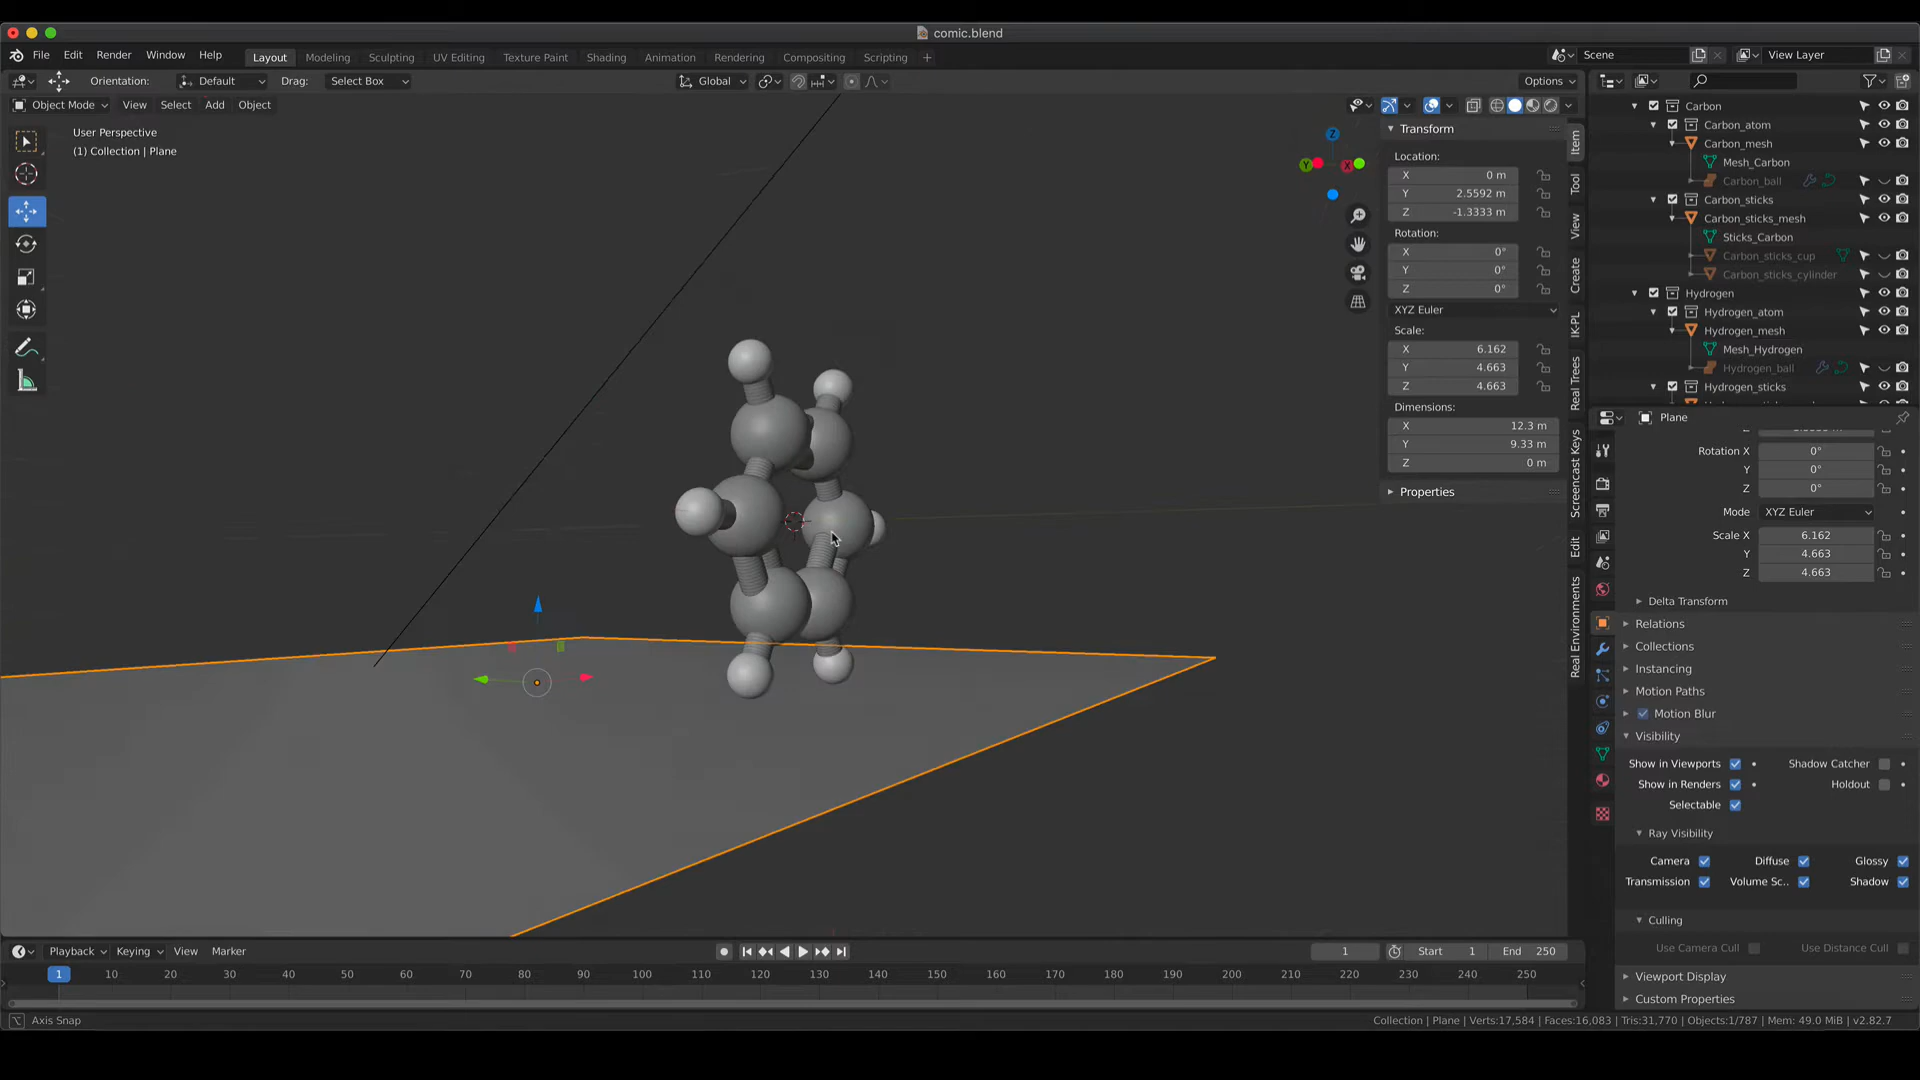 comic.blend
File Edit Render Window Help Layout Modeling Sculpting UV Editing Texture Paint Shading Animation Rendering Compositing Scripting + Scene View Layer
Orientation: Default Drag: Select Box Global Options
Object Mode View Select Add Object
User Perspective
(1) Collection | Plane
Z
Y
X
Transform
Location:
X 0 m
Y 2.5592 m
Z -1.3333 m
Rotation:
X 0°
Y 0°
Z 0°
XYZ Euler
Scale:
X 6.162
Y 4.663
Z 4.663
Dimensions:
X 12.3 m
Y 9.33 m
Z 0 m
Properties
Item
Tool
View
Create
IK-PL
Real Trees
Screencast Keys
Edit
Real Environments
Carbon
Carbon_atom
Carbon_mesh
Mesh_Carbon
Carbon_ball
Carbon_sticks
Carbon_sticks_mesh
Sticks_Carbon
Carbon_sticks_cup
Carbon_sticks_cylinder
Hydrogen
Hydrogen_atom
Hydrogen_mesh
Mesh_Hydrogen
Hydrogen_ball
Hydrogen_sticks
Plane
Rotation X 0°
Y 0°
Z 0°
Mode XYZ Euler
Scale X 6.162
Y 4.663
Z 4.663
Delta Transform
Relations
Collections
Instancing
Motion Paths
Motion Blur
Visibility
Show in Viewports Shadow Catcher
Show in Renders Holdout
Selectable
Ray Visibility
Camera Diffuse Glossy
Transmission Volume Sc.. Shadow
Culling
Use Camera Cull Use Distance Cull
Viewport Display
Custom Properties
Playback Keying View Marker 1 Start 1 End 250
1 10 20 30 40 50 60 70 80 90 100 110 120 130 140 150 160 170 180 190 200 210 220 230 240 250
Axis Snap
Collection | Plane | Verts:17,584 | Faces:16,083 | Tris:31,770 | Objects:1/787 | Mem: 49.0 MiB | v2.82.7